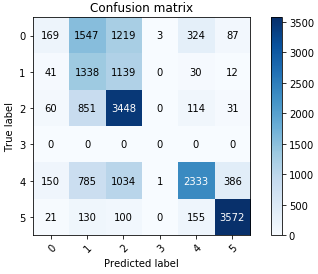 Confusion matrix
0 169 1547 1219 3 324 87
1 41 1338 1139 0 30 12
2 60 851 3448 0 114 31
3 0 0 0 0 0 0
4 150 785 1034 1 2333 386
5 21 130 100 0 155 3572
0 1 2 3 4 5
True label
Predicted label
3500
3000
2500
2000
1500
1000
500
0